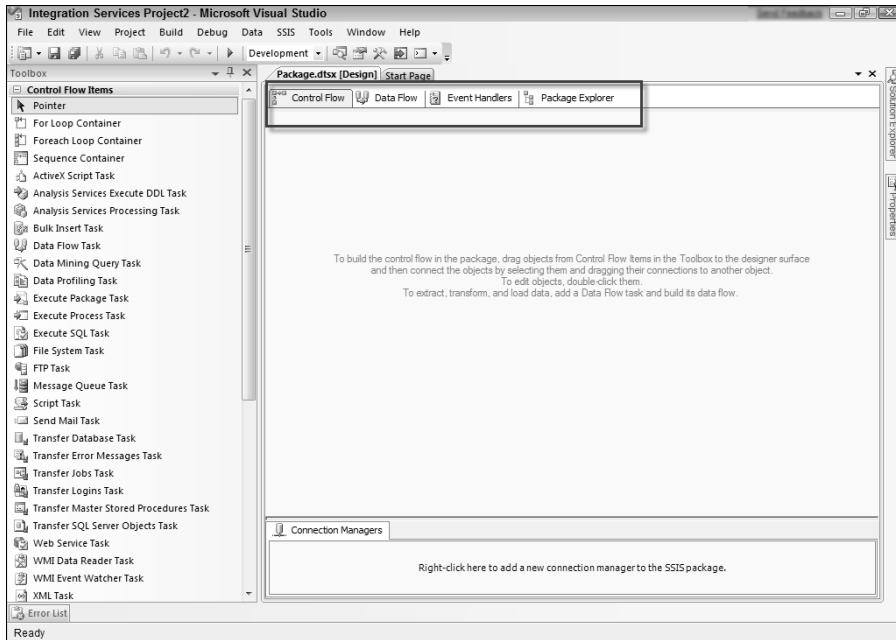 Integration Services Project2 - Microsoft Visual Studio
File Edit View Project Build Debug Data SSIS Tools Window Help
Development
Toolbox
Package.dtsx [Design] Start Page
Control Flow Items
Control Flow Data Flow Event Handlers Package Explorer
Pointer
For Loop Container
Foreach Loop Container
Sequence Container
ActiveX Script Task
Analysis Services Execute DDL Task
Analysis Services Processing Task
Bulk Insert Task
Data Flow Task
Data Mining Query Task
Data Profiling Task
Execute Package Task
Execute Process Task
Execute SQL Task
File System Task
FTP Task
Message Queue Task
Script Task
Send Mail Task
Transfer Database Task
Transfer Error Messages Task
Transfer Jobs Task
Transfer Logins Task
Transfer Master Stored Procedures Task
Transfer SQL Server Objects Task
Web Service Task
WMI Data Reader Task
WMI Event Watcher Task
XML Task
To build the control flow in the package, drag objects from Control Flow Items in the Toolbox to the designer surface
and then connect the objects by selecting them and dragging their connections to another object.
To edit objects, double-click them.
To extract, transform, and load data, add a Data Flow task and build its data flow.
Connection Managers
Right-click here to add a new connection manager to the SSIS package.
Solution Explorer
Properties
Error List
Ready